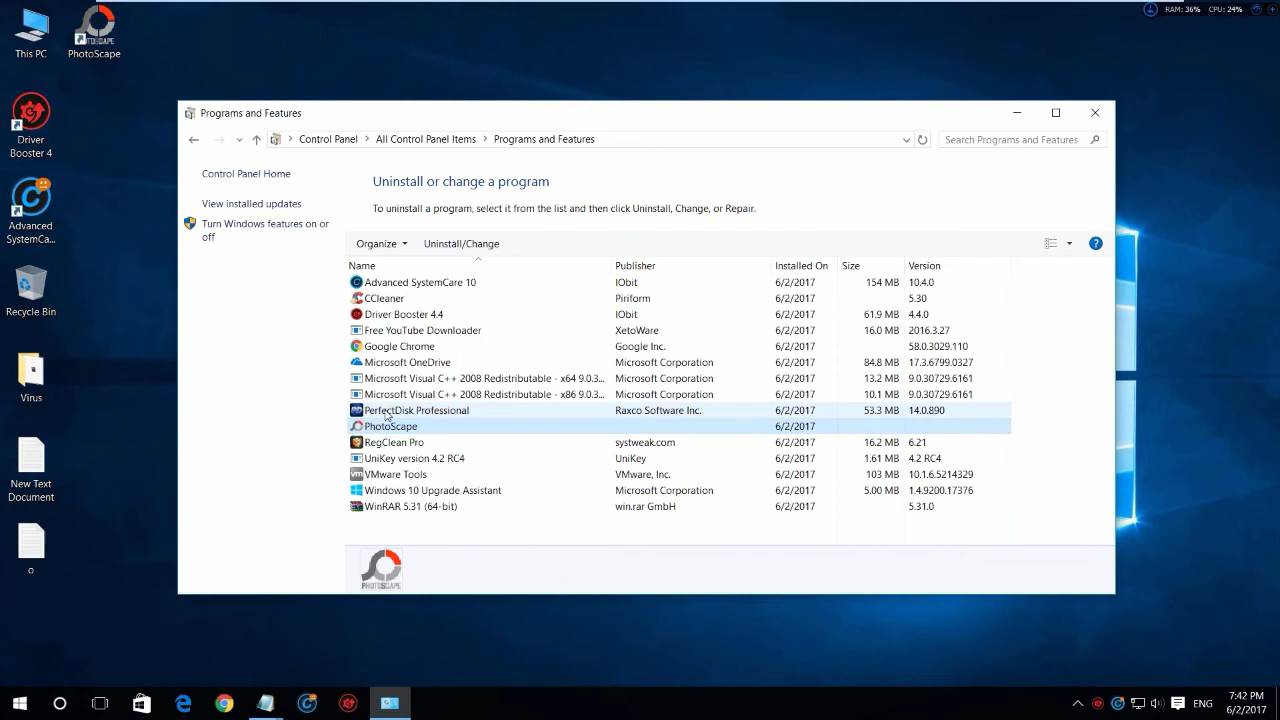 RAM: 36% CPU: 24%
This PC
PhotoScape
Driver
Booster 4
Advanced
SystemCa...
Recycle Bin
Virus
New Text
Document
o
Programs and Features
Control Panel > All Control Panel Items > Programs and Features
Search Programs and Features
Control Panel Home
View installed updates
Turn Windows features on or
off
Uninstall or change a program
To uninstall a program, select it from the list and then click Uninstall, Change, or Repair.
Organize Uninstall/Change
Name Publisher Installed On Size Version
Advanced SystemCare 10 IObit 6/2/2017 154 MB 10.4.0
CCleaner Piriform 6/2/2017 5.30
Driver Booster 4.4 IObit 6/2/2017 61.9 MB 4.4.0
Free YouTube Downloader XetoWare 6/2/2017 16.0 MB 2016.3.27
Google Chrome Google Inc. 6/2/2017 58.0.3029.110
Microsoft OneDrive Microsoft Corporation 6/2/2017 84.8 MB 17.3.6799.0327
Microsoft Visual C++ 2008 Redistributable - x64 9.0.3... Microsoft Corporation 6/2/2017 13.2 MB 9.0.30729.6161
Microsoft Visual C++ 2008 Redistributable - x86 9.0.3... Microsoft Corporation 6/2/2017 10.1 MB 9.0.30729.6161
PerfectDisk Professional Raxco Software Inc. 6/2/2017 53.3 MB 14.0.890
PhotoScape 6/2/2017
RegClean Pro systweak.com 6/2/2017 16.2 MB 6.21
UniKey version 4.2 RC4 UniKey 6/2/2017 1.61 MB 4.2 RC4
VMware Tools VMware, Inc. 6/2/2017 103 MB 10.1.6.5214329
Windows 10 Upgrade Assistant Microsoft Corporation 6/2/2017 5.00 MB 1.4.9200.17376
WinRAR 5.31 (64-bit) win.rar GmbH 6/2/2017 5.31.0
PHOTOSCAPE
ENG
7:42 PM
6/2/2017